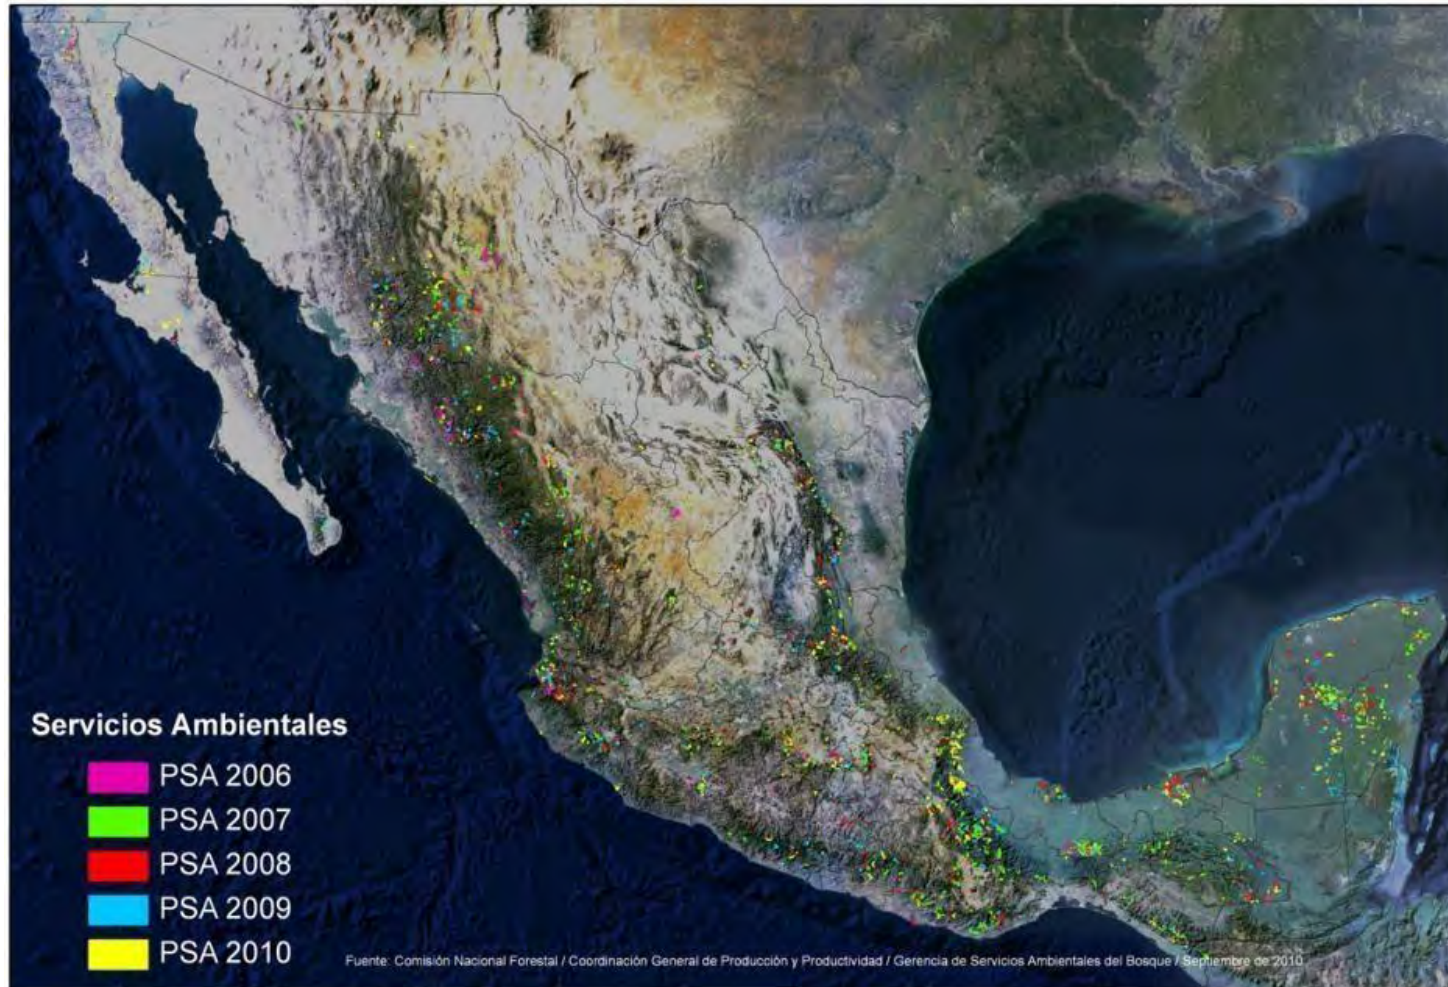 Servicios Ambientales
PSA 2006
PSA 2007
PSA 2008
PSA 2009
PSA 2010
Fuente: Comisión Nacional Forestal / Coordinación General de Producción y Productividad / Gerencia de Servicios Ambientales del Bosque / Septiembre de 2010